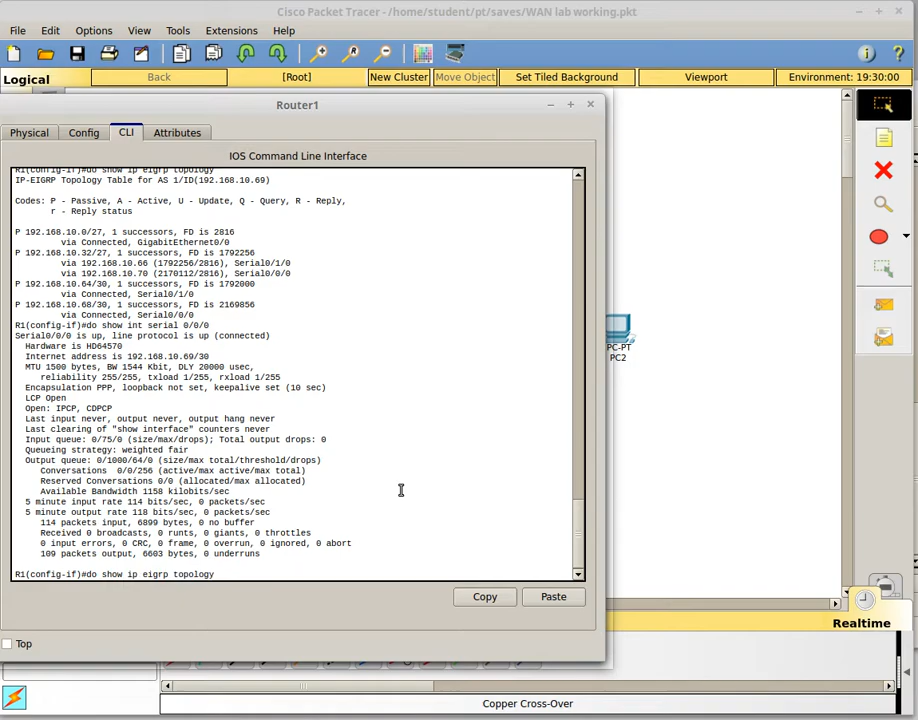 Cisco Packet Tracer - /home/student/pt/saves/WAN lab working.pkt
File Edit Options View Tools Extensions Help
Logical Back [Root] New Cluster Move Object Set Tiled Background Viewport Environment: 19:30:00
Router1
Physical Config CLI Attributes
IOS Command Line Interface
R1(config-if)#do show ip eigrp topology
IP-EIGRP Topology Table for AS 1/ID(192.168.10.69)
Codes: P - Passive, A - Active, U - Update, Q - Query, R - Reply,
r - Reply status
P 192.168.10.0/27, 1 successors, FD is 2816
via Connected, GigabitEthernet0/0
P 192.168.10.32/27, 1 successors, FD is 1792256
via 192.168.10.66 (1792256/2816), Serial0/1/0
via 192.168.10.70 (2170112/2816), Serial0/0/0
P 192.168.10.64/30, 1 successors, FD is 1792000
via Connected, Serial0/1/0
P 192.168.10.68/30, 1 successors, FD is 2169856
via Connected, Serial0/0/0
R1(config-if)#do show int serial 0/0/0
Serial0/0/0 is up, line protocol is up (connected)
Hardware is HD64570
Internet address is 192.168.10.69/30
MTU 1500 bytes, BW 1544 Kbit, DLY 20000 usec,
reliability 255/255, txload 1/255, rxload 1/255
Encapsulation PPP, loopback not set, keepalive set (10 sec)
LCP Open
Open: IPCP, CDPCP
Last input never, output never, output hang never
Last clearing of "show interface" counters never
Input queue: 0/75/0 (size/max/drops); Total output drops: 0
Queueing strategy: weighted fair
Output queue: 0/1000/64/0 (size/max total/threshold/drops)
Conversations 0/0/256 (active/max active/max total)
Reserved Conversations 0/0 (allocated/max allocated)
Available Bandwidth 1158 kilobits/sec
5 minute input rate 114 bits/sec, 0 packets/sec
5 minute output rate 118 bits/sec, 0 packets/sec
114 packets input, 6899 bytes, 0 no buffer
Received 0 broadcasts, 0 runts, 0 giants, 0 throttles
0 input errors, 0 CRC, 0 frame, 0 overrun, 0 ignored, 0 abort
109 packets output, 6603 bytes, 0 underruns
R1(config-if)#do show ip eigrp topology
Copy Paste
Top
PC-PT
PC2
Realtime
Copper Cross-Over